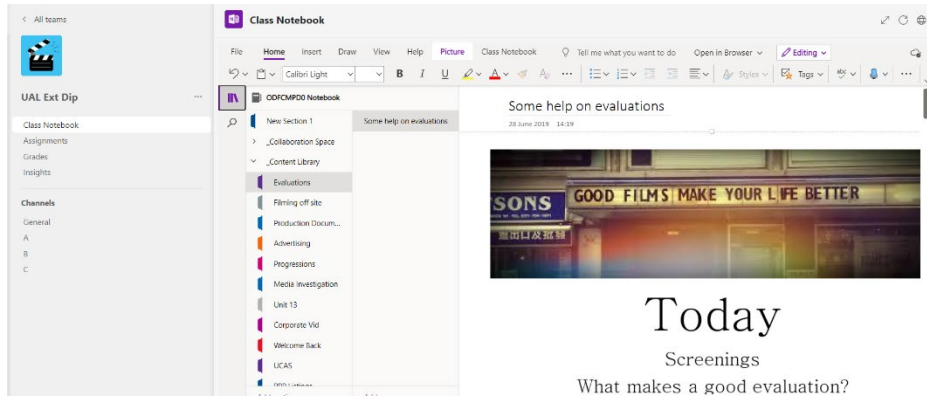 All teams
UAL Ext Dip
Class Notebook
Assignments
Grades
Insights
Channels
General
A
B
C
Class Notebook
File Home Insert Draw View Help Picture Class Notebook Tell me what you want to do Open in Browser Editing
Calibri Light B I U A Styles Tags abc
ODFCMPD0 Notebook
New Section 1
_Collaboration Space
_Content Library
Evaluations
Filming off site
Production Docum...
Advertising
Progressions
Media Investigation
Unit 13
Corporate Vid
Welcome Back
UCAS
Some help on evaluations
Some help on evaluations
28 June 2019 14:19
SONS
GOOD FILMS MAKE YOUR LIFE BETTER
Today
Screenings
What makes a good evaluation?